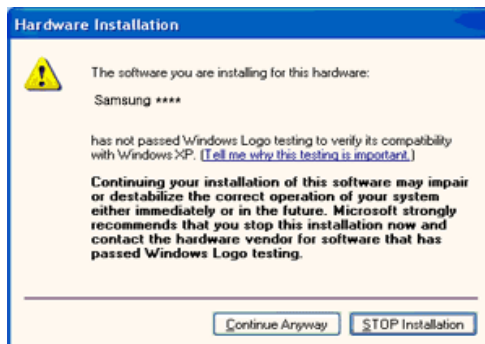 Hardware Installation
The software you are installing for this hardware:
Samsung ****
has not passed Windows Logo testing to verify its compatibility
with Windows XP. (Tell me why this testing is important.)
Continuing your installation of this software may impair
or destabilize the correct operation of your system
either immediately or in the future. Microsoft strongly
recommends that you stop this installation now and
contact the hardware vendor for software that has
passed Windows Logo testing.
Continue Anyway
STOP Installation